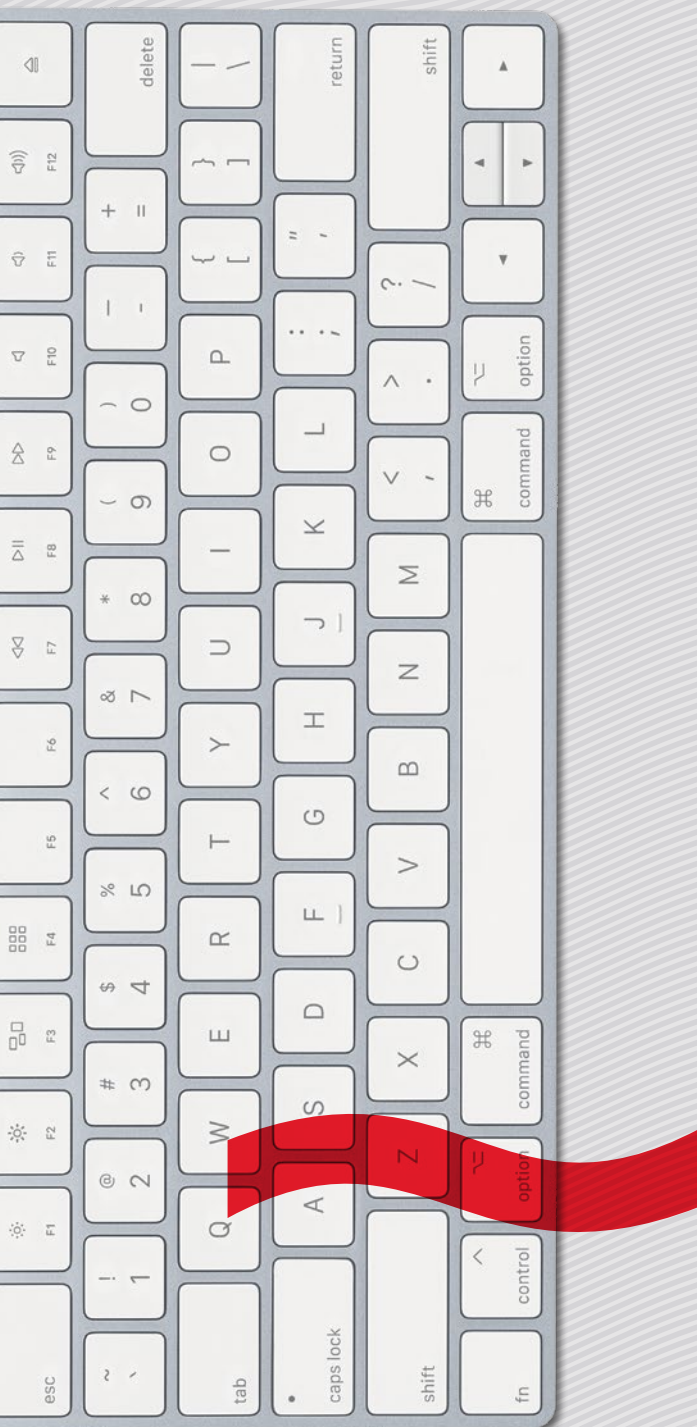 esc F1 F2 F3 F4 F5 F6 F7 F8 F9 F10 F11 F12
~ ! @ # $ % ^ & * ( ) — + delete
` 1 2 3 4 5 6 7 8 9 0 - =
tab Q W E R T Y U I O P { } |
[ ] \
caps lock A S D F G H J K L : " return
; '
shift Z X C V B N M < > ? shift
, . /
fn control option command command option